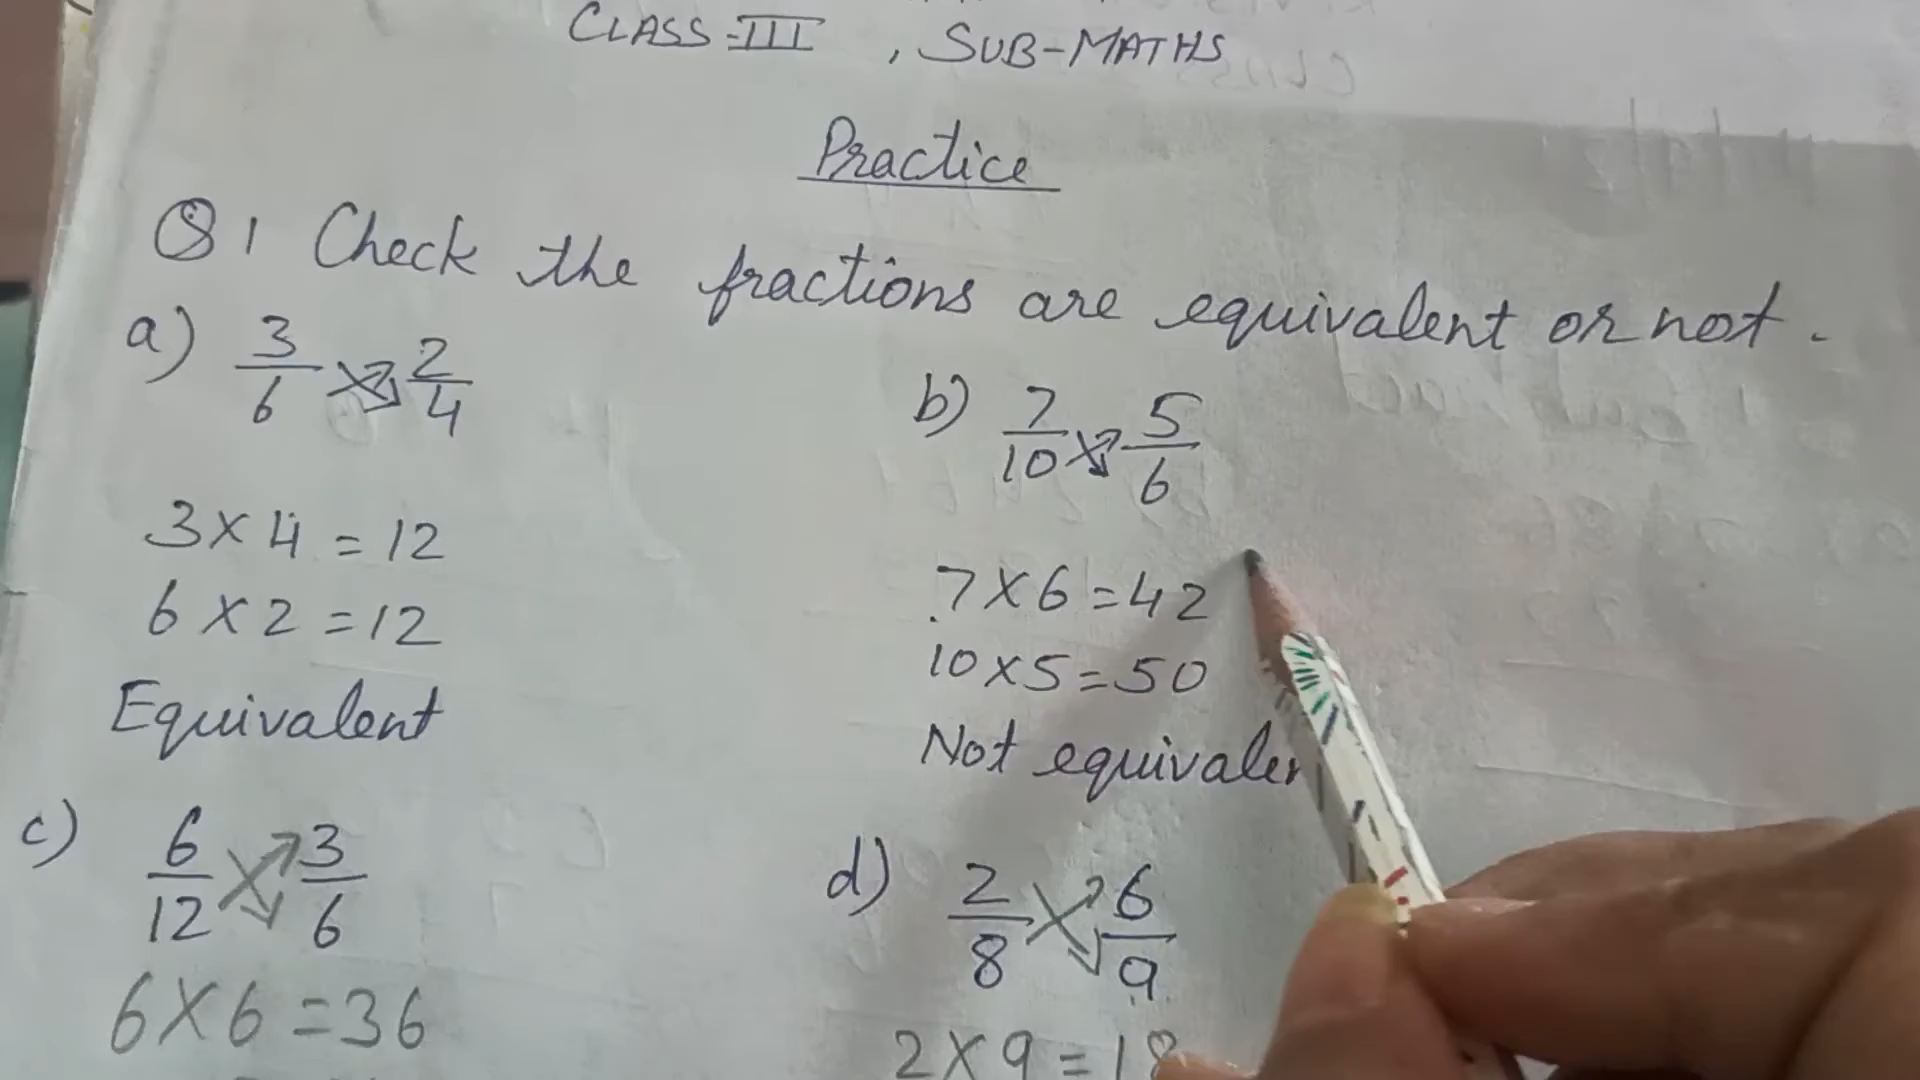 CLASS-III, SUB-MATHS
Practice
Q1 Check the fractions are equivalent or not.
a) 3/6 2/4
b) 7/10 5/6
3×4=12
6×2=12
Equivalent
7×6=42
10×5=50
Not
c) 6/12 3/6
d) 2/8 6/9
6×6=36
2×9=18